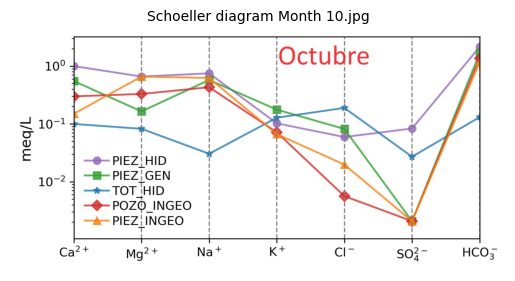 Schoeller diagram Month 10.jpg
Octubre
meq/L
10⁰
10⁻¹
10⁻²
PIEZ_HID
PIEZ_GEN
TOT_HID
POZO_INGEO
PIEZ_INGEO
Ca²⁺ Mg²⁺ Na⁺ K⁺ Cl⁻ SO₄²⁻ HCO₃⁻